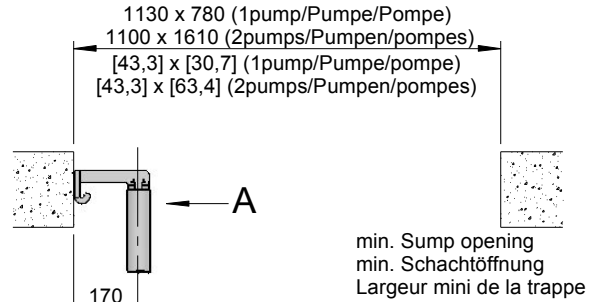 1130 x 780 (1pump/Pumpe/Pompe)
1100 x 1610 (2pumps/Pumpen/pompes)
[43,3] x [30,7] (1pump/Pumpe/pompe)
[43,3] x [63,4] (2pumps/Pumpen/pompes)
A
min. Sump opening
min. Schachtöffnung
Largeur mini de la trappe
170